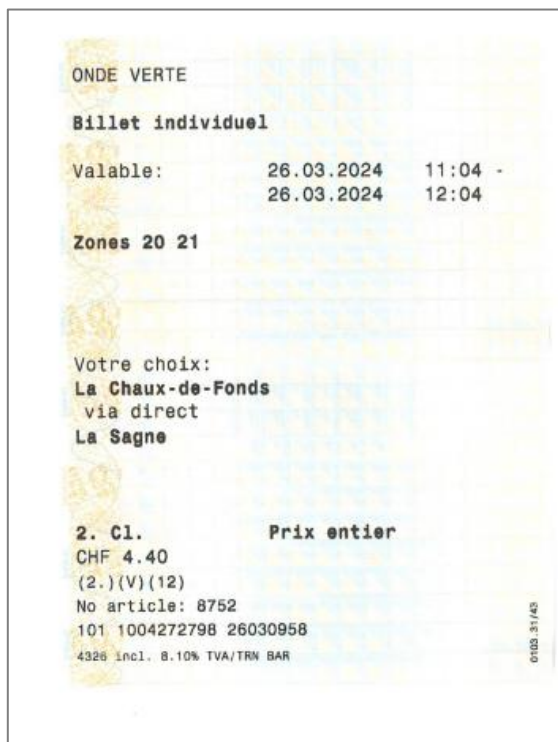 ONDE VERTE
Billet individuel
Valable: 26.03.2024 11:04 -
26.03.2024 12:04
Zones 20 21
Votre choix:
La Chaux-de-Fonds
via direct
La Sagne
2. Cl. Prix entier
CHF 4.40
(2.)(V)(12)
No article: 8752
101 1004272798 26030958
4326 incl. 8.10% TVA/TRN BAR
0103.31/43